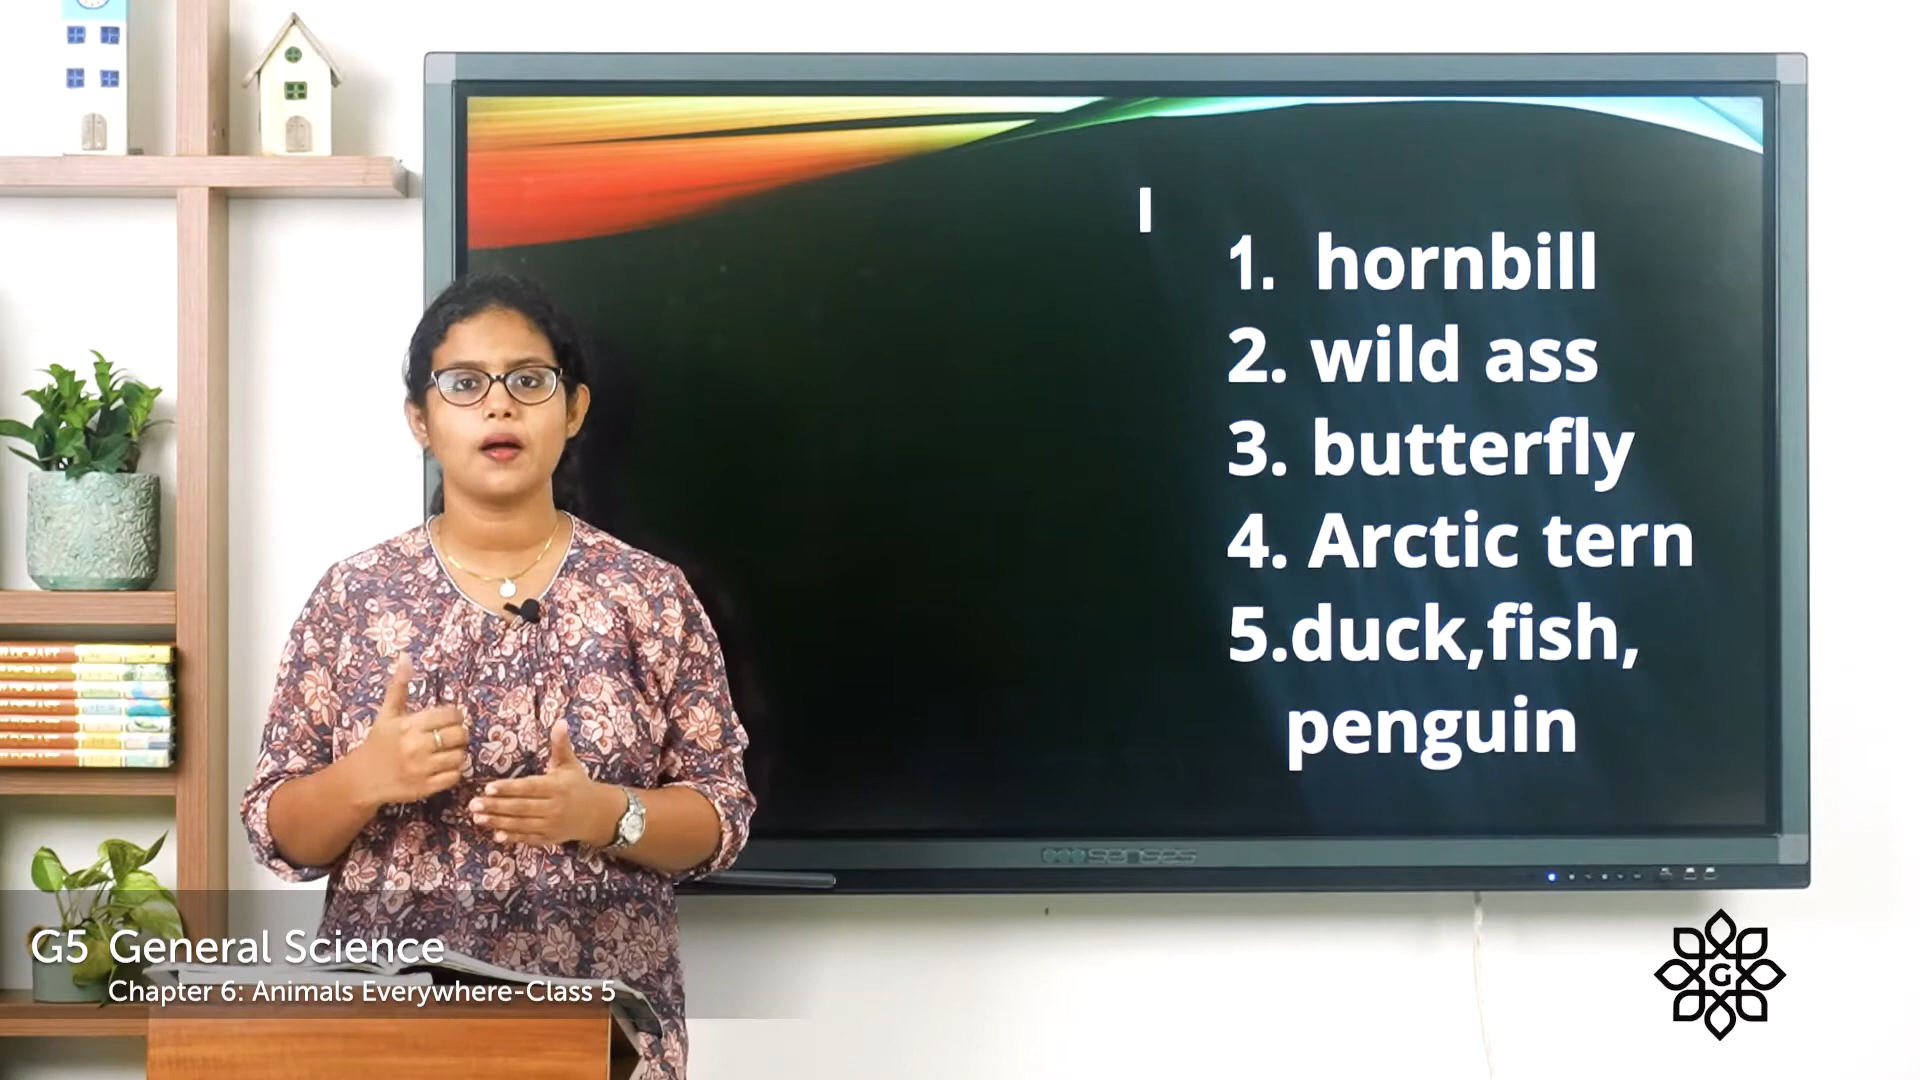 I
1. hornbill
2. wild ass
3. butterfly
4. Arctic tern
5.duck,fish,
penguin
senses
G5 General Science
Chapter 6: Animals Everywhere-Class 5
G